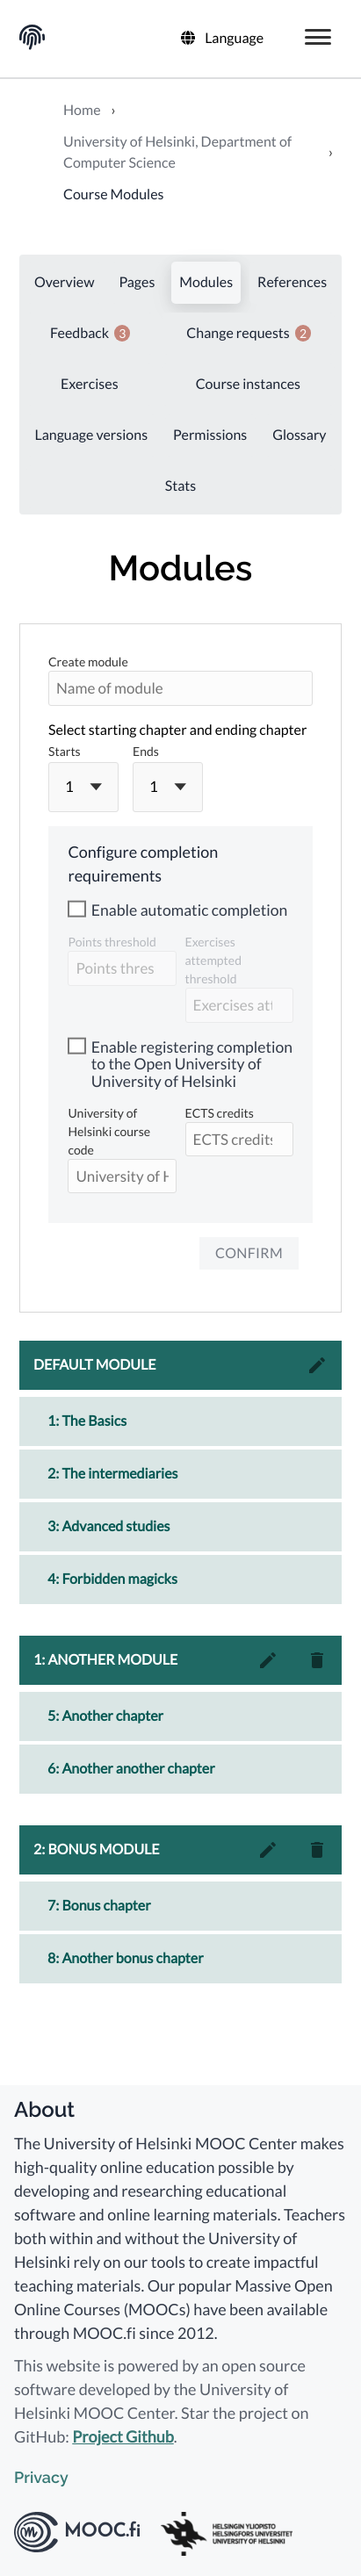 Language
Home ›
University of Helsinki, Department of
Computer Science ›
Course Modules
Overview Pages Modules References
Feedback 3 Change requests 2
Exercises Course instances
Language versions Permissions Glossary
Stats
Modules
Create module
Name of module
Select starting chapter and ending chapter
Starts Ends
1 1
Configure completion
requirements
Enable automatic completion
Points threshold
Points thres
Exercises
attempted
threshold
Exercises att
Enable registering completion
to the Open University of
University of Helsinki
University of
Helsinki course
code
University of H
ECTS credits
ECTS credits
CONFIRM
DEFAULT MODULE
1: The Basics
2: The intermediaries
3: Advanced studies
4: Forbidden magicks
1: ANOTHER MODULE
5: Another chapter
6: Another another chapter
2: BONUS MODULE
7: Bonus chapter
8: Another bonus chapter
About
The University of Helsinki MOOC Center makes
high-quality online education possible by
developing and researching educational
software and online learning materials. Teachers
both within and without the University of
Helsinki rely on our tools to create impactful
teaching materials. Our popular Massive Open
Online Courses (MOOCs) have been available
through MOOC.fi since 2012.
This website is powered by an open source
software developed by the University of
Helsinki MOOC Center. Star the project on
GitHub: Project Github.
Privacy
MOOC.fi
HELSINGIN YLIOPISTO
HELSINGFORS UNIVERSITET
UNIVERSITY OF HELSINKI